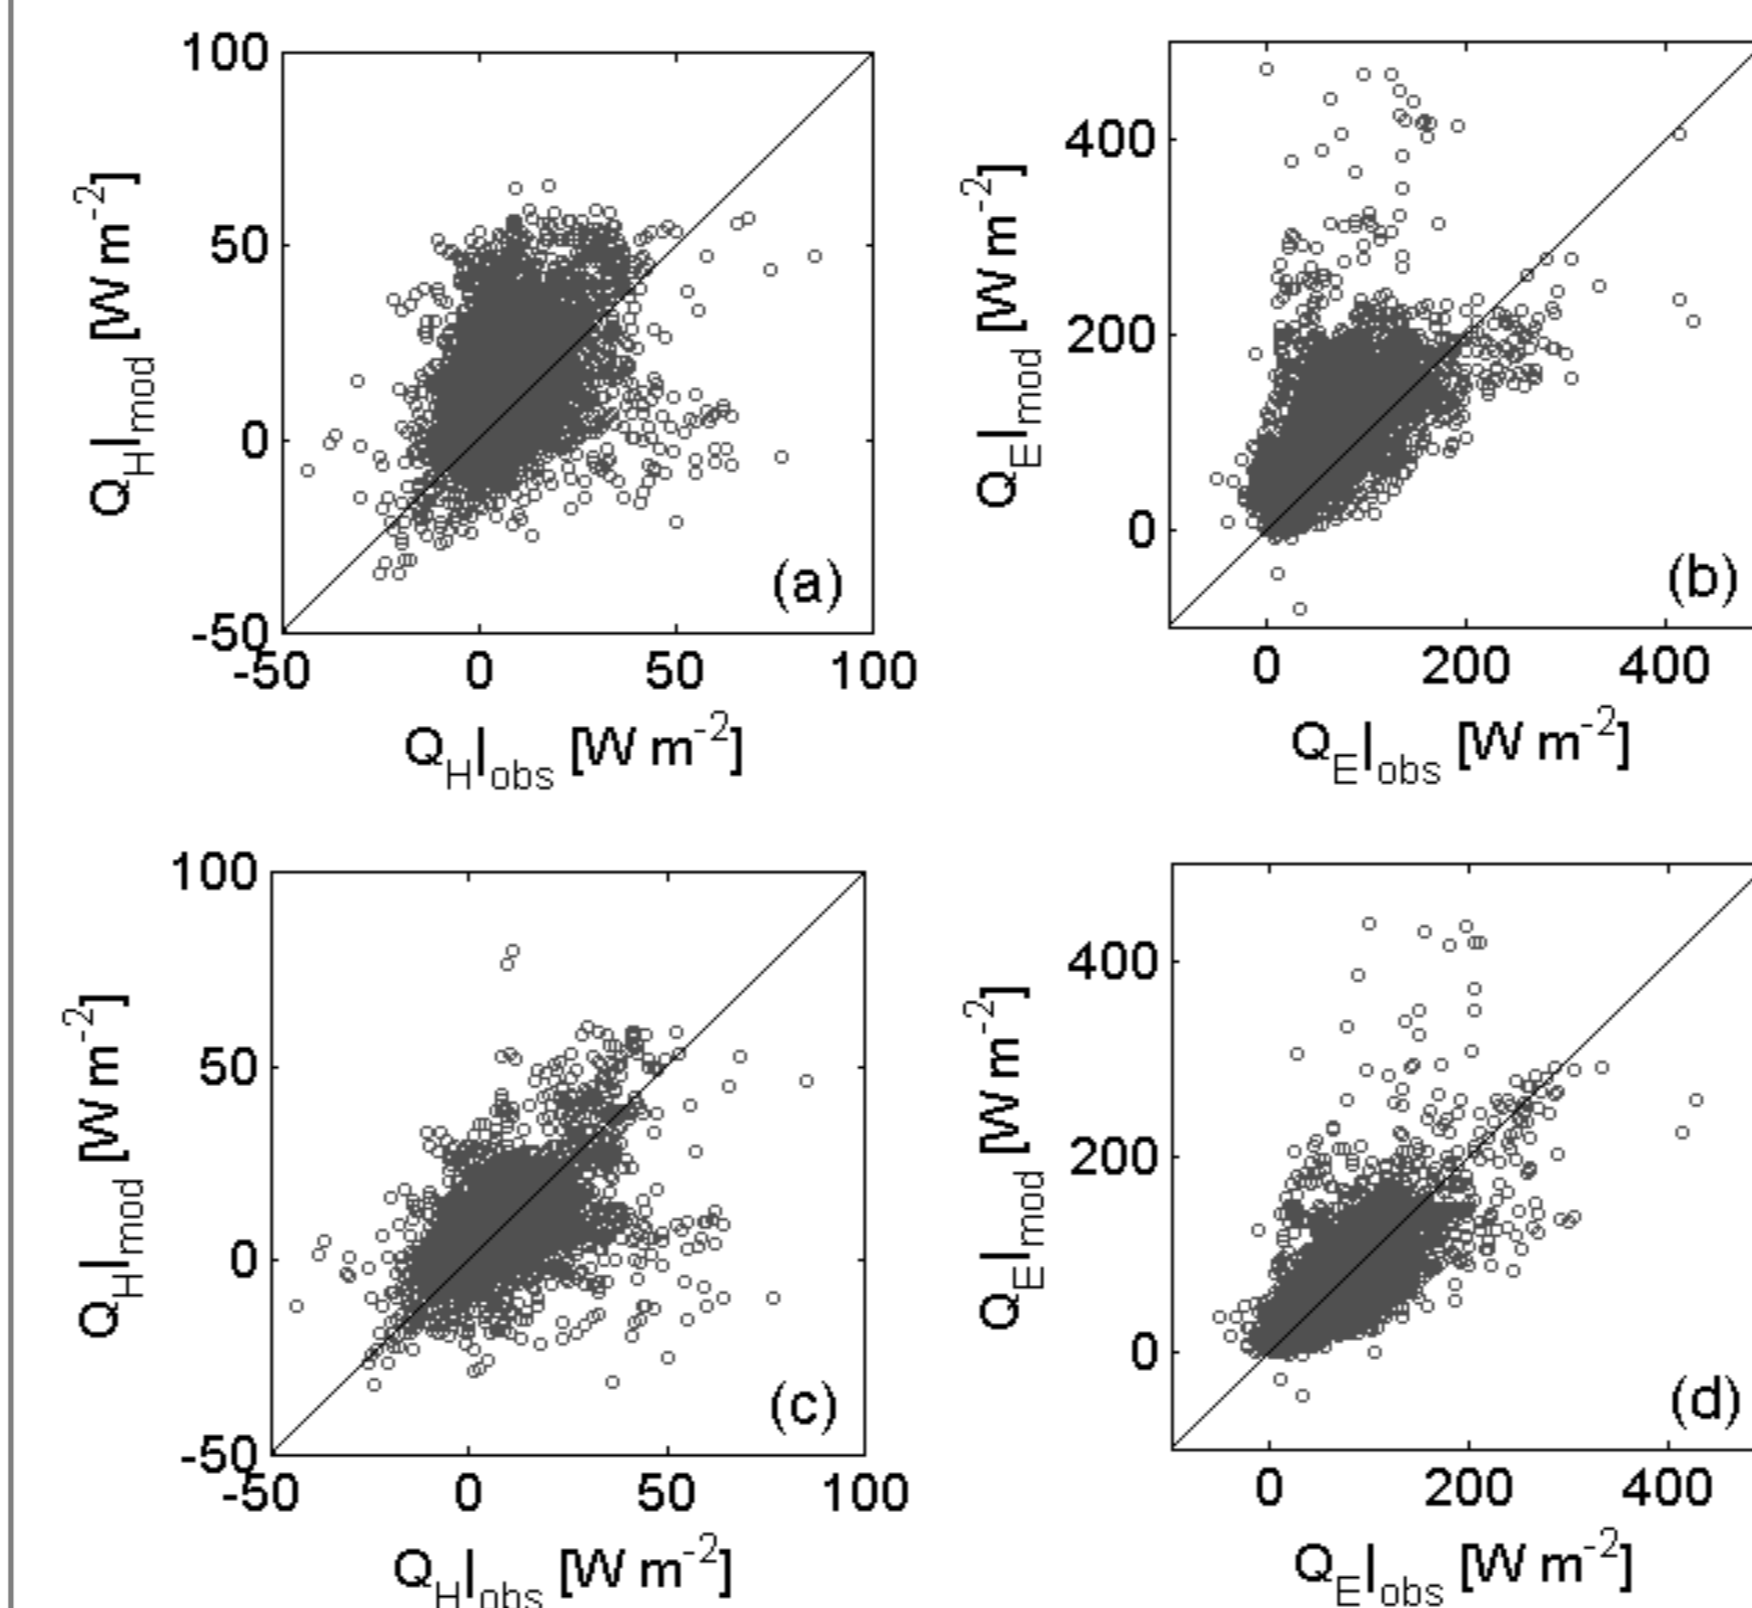 100
50
0
-50
-50 0 50 100
Q_H|_mod [W m^-2]
Q_H|_obs [W m^-2]
(a)
400
200
0
0 200 400
Q_E|_mod [W m^-2]
Q_E|_obs [W m^-2]
(b)
100
50
0
-50
-50 0 50 100
Q_H|_mod [W m^-2]
Q_H|_obs [W m^-2]
(c)
400
200
0
0 200 400
Q_E|_mod [W m^-2]
Q_E|_obs [W m^-2]
(d)